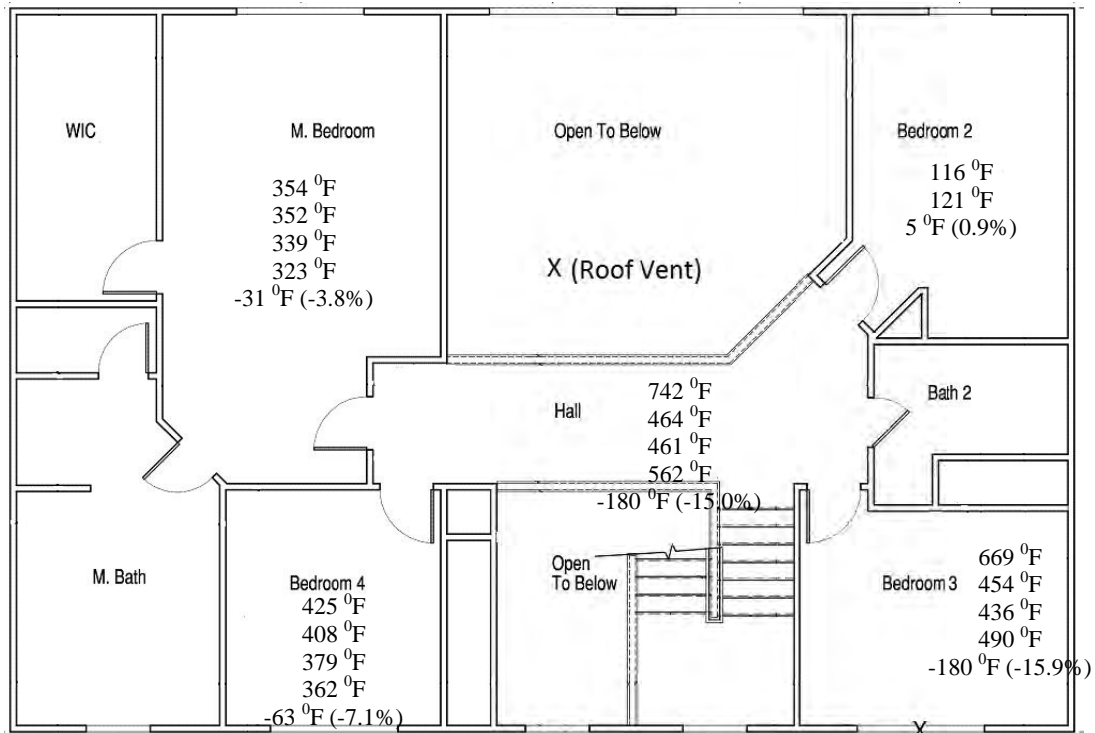 WIC
M. Bedroom
354 ⁰F
352 ⁰F
339 ⁰F
323 ⁰F
-31 ⁰F (-3.8%)
Open To Below
X (Roof Vent)
Bedroom 2
116 ⁰F
121 ⁰F
5 ⁰F (0.9%)
Hall
742 ⁰F
464 ⁰F
461 ⁰F
562 ⁰F
-180 ⁰F (-15.0%)
Bath 2
M. Bath
Bedroom 4
425 ⁰F
408 ⁰F
379 ⁰F
362 ⁰F
-63 ⁰F (-7.1%)
Open
To Below
Bedroom 3
669 ⁰F
454 ⁰F
436 ⁰F
490 ⁰F
-180 ⁰F (-15.9%)
X